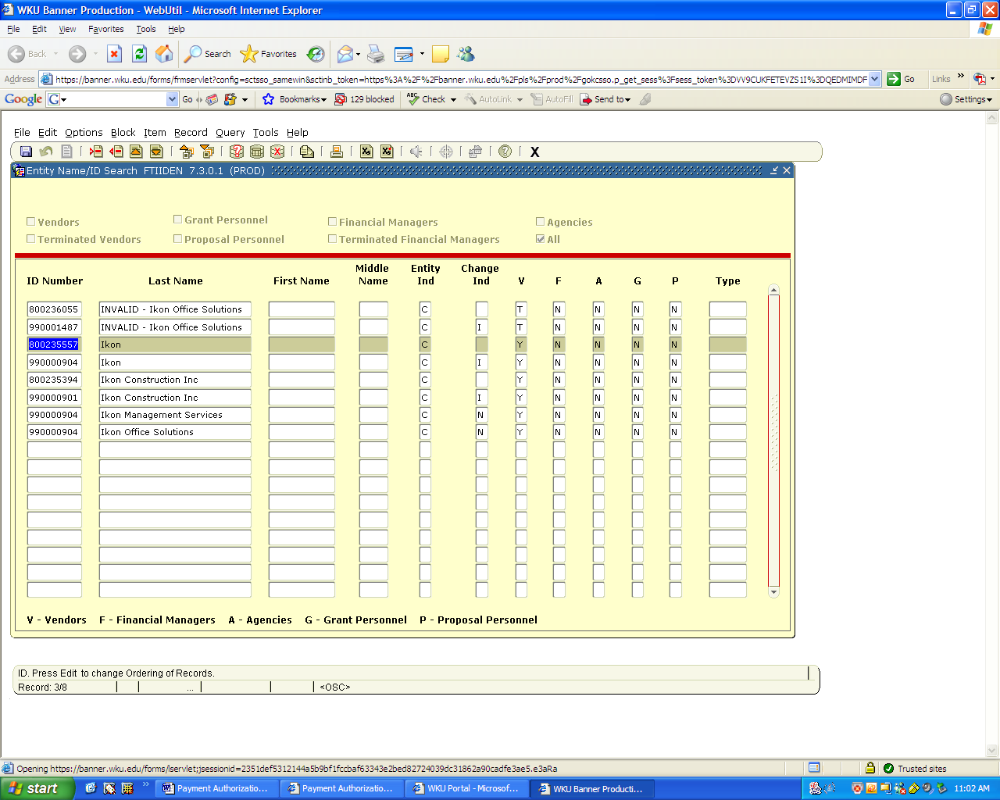 WKU Banner Production - WebUtil - Microsoft Internet Explorer
File Edit View Favorites Tools Help
Back Search Favorites
Address https://banner.wku.edu/forms/frmservlet?config=sctsso_samewin&sctinb_token=https%3A%2F%2Fbanner.wku.edu%2Fpls%2Fprod%2Fgokcsso.p_get_sess%3Fsess_token%3DVV9CUKFETEVZS1I%3DQEDMIMDF Go Links »
Google G Go Bookmarks 129 blocked Check AutoLink AutoFill Send to Settings
File Edit Options Block Item Record Query Tools Help
X
Entity Name/ID Search FTIIDEN 7.3.0.1 (PROD)
Vendors Grant Personnel Financial Managers Agencies
Terminated Vendors Proposal Personnel Terminated Financial Managers All
Middle Entity Change
ID Number Last Name First Name Name Ind Ind V F A G P Type
800236055 INVALID - Ikon Office Solutions C T N N N N
990001487 INVALID - Ikon Office Solutions C I T N N N N
800235557 Ikon C Y N N N N
990000904 Ikon C I Y N N N N
800235394 Ikon Construction Inc C Y N N N N
990000901 Ikon Construction Inc C I Y N N N N
990000904 Ikon Management Services C N Y N N N N
990000904 Ikon Office Solutions C N Y N N N N
V - Vendors F - Financial Managers A - Agencies G - Grant Personnel P - Proposal Personnel
ID. Press Edit to change Ordering of Records.
Record: 3/8 ... <OSC>
Opening https://banner.wku.edu/forms/lservlet;jsessionid=2351def5312144a5b9bf1fccbaf63343e2bed82724039dc31862a90cadfe3ae5.e3aRa Trusted sites
start » Payment Authorizatio... Payment Authorizatio... WKU Portal - Microsof... WKU Banner Producti... 11:02 AM